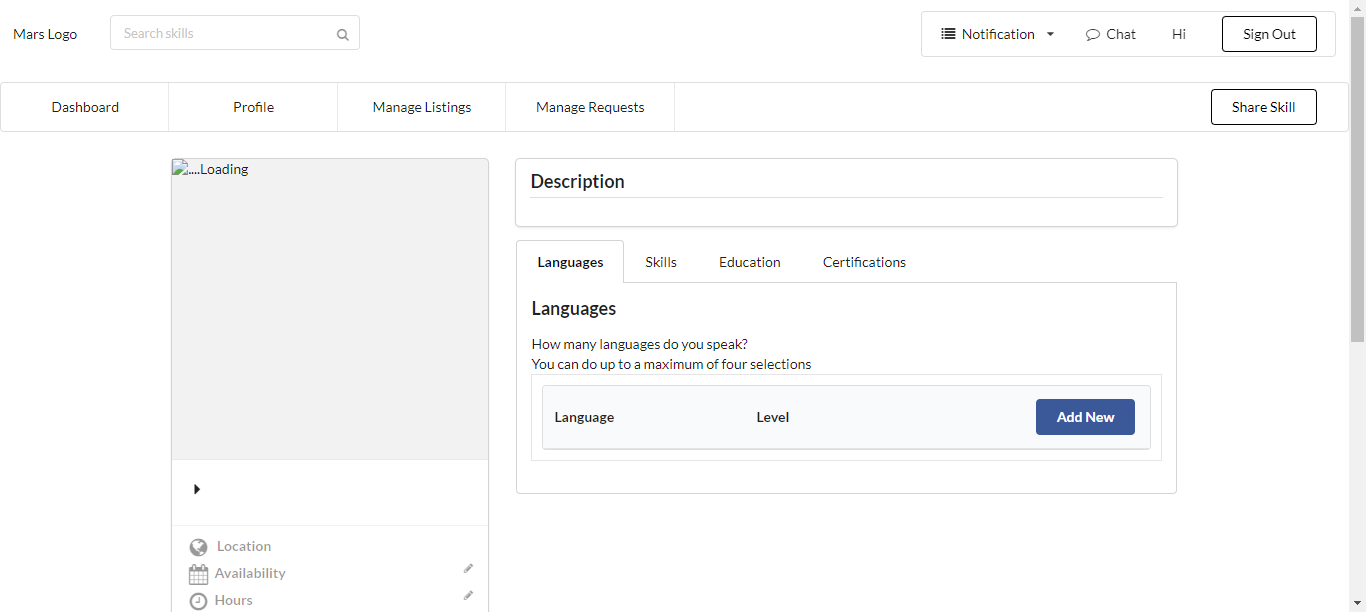 Mars Logo
Search skills
Notification
Chat
Hi
Sign Out
Dashboard
Profile
Manage Listings
Manage Requests
Share Skill
....Loading
Description
Languages
Skills
Education
Certifications
Languages
How many languages do you speak?
You can do up to a maximum of four selections
Language
Level
Add New
Location
Availability
Hours